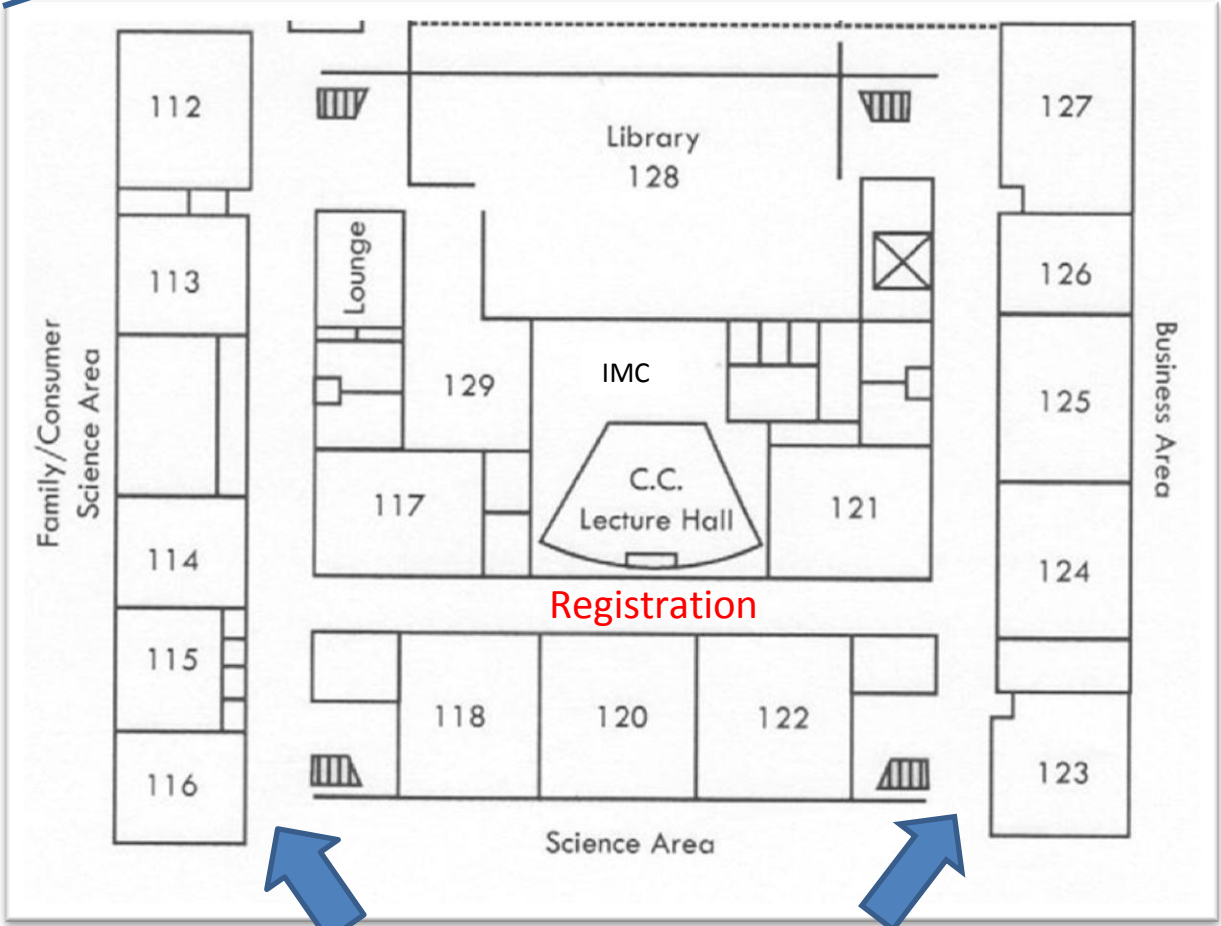 112
127
Library
128
Lounge
113
126
Family/Consumer
Science Area
129
IMC
125
Business Area
C.C.
Lecture Hall
117
121
114
124
Registration
115
118
120
122
116
123
Science Area